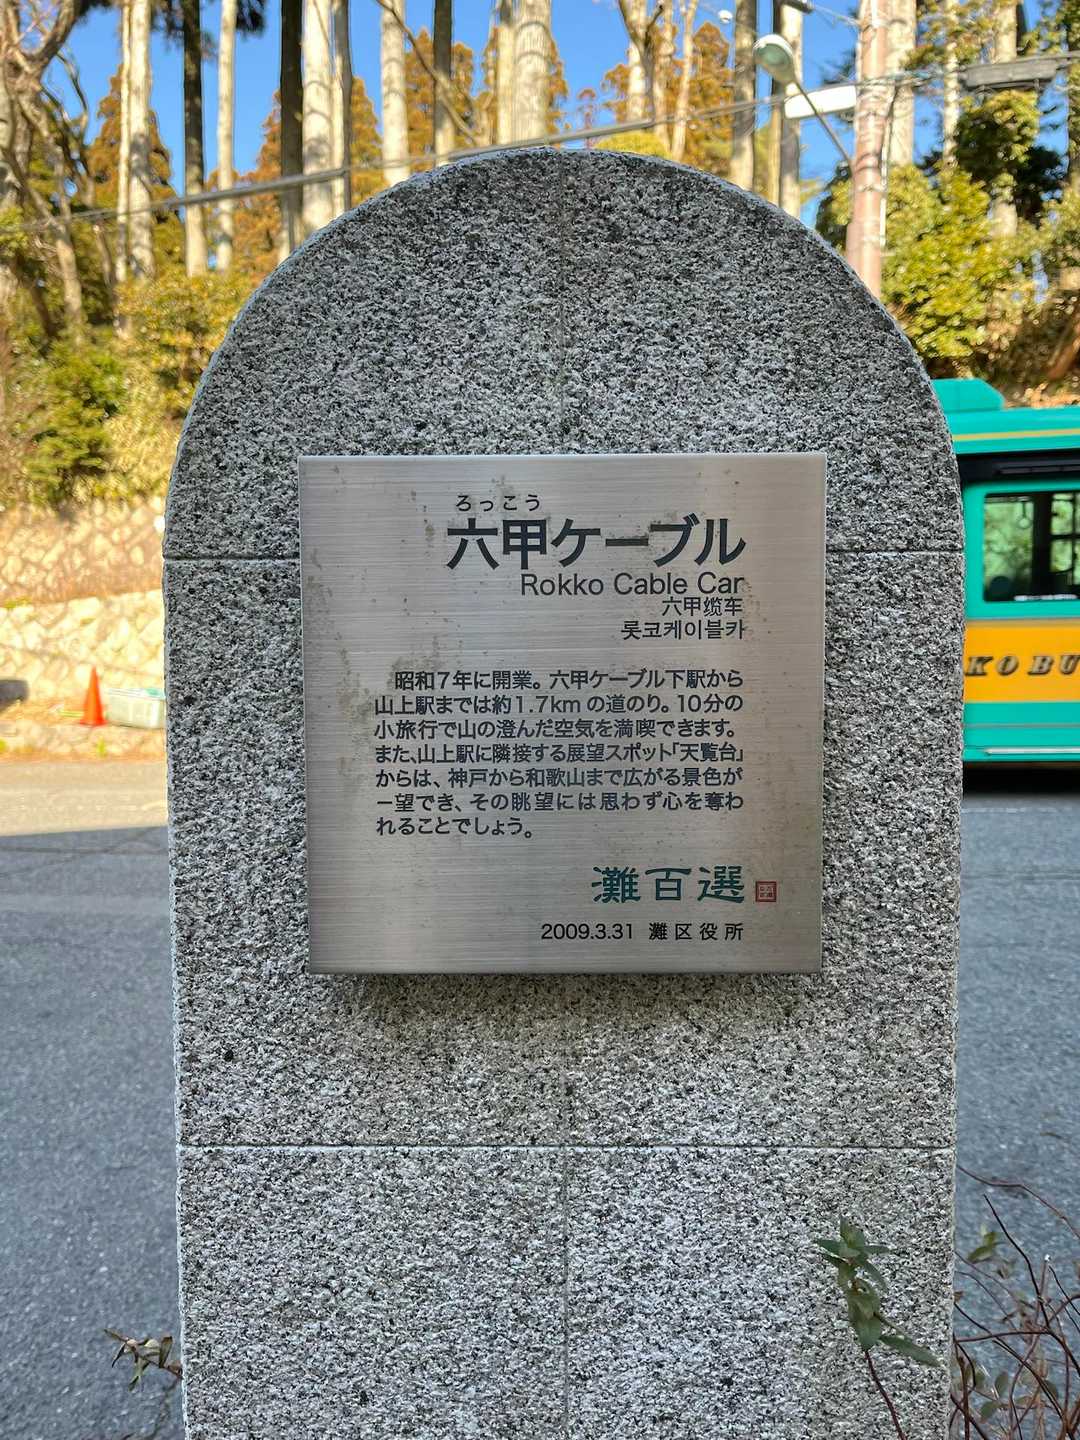 ろっこう
六甲ケーブル
Rokko Cable Car
六甲缆车
롯코케이블카
昭和7年に開業。六甲ケーブル下駅から
山上駅までは約1.7kmの道のり。10分の
小旅行で山の澄んだ空気を満喫できます。
また、山上駅に隣接する展望スポット「天覧台」
からは、神戸から和歌山まで広がる景色が
一望でき、その眺望には思わず心を奪わ
れることでしょう。
灘百選
2009.3.31 灘区役所
KO BU